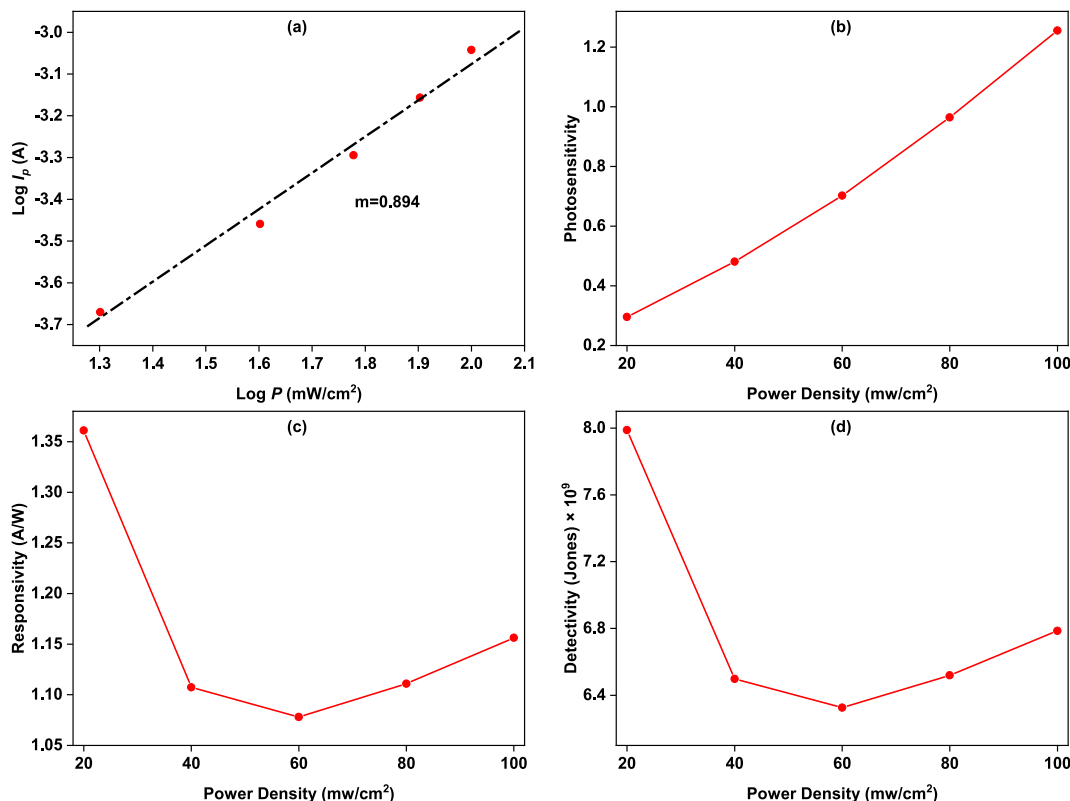 (a)
-3.0
-3.1
-3.2
-3.3
-3.4
-3.5
-3.6
-3.7
Log Ip (A)
m=0.894
1.3 1.4 1.5 1.6 1.7 1.8 1.9 2.0 2.1
Log P (mW/cm²)
(b)
1.2
1.0
0.8
0.6
0.4
0.2
Photosensitivity
20 40 60 80 100
Power Density (mw/cm²)
(c)
1.35
1.30
1.25
1.20
1.15
1.10
1.05
Responsivity (A/W)
20 40 60 80 100
Power Density (mw/cm²)
(d)
8.0
7.6
7.2
6.8
6.4
Detectivity (Jones) × 10⁹
20 40 60 80 100
Power Density (mw/cm²)